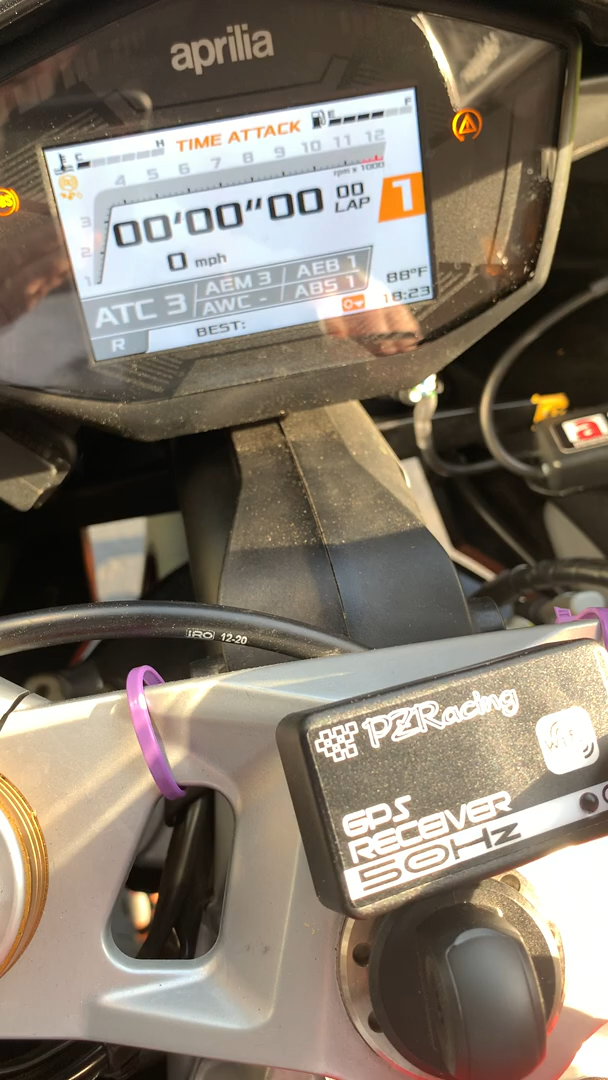 aprilia
C H
TIME ATTACK
E F
4 5 6 7 8 9 10 11 12
rpm x 1000
3
2
1
00'00"00
00
LAP
1
0 mph
ATC 3
AEM 3
AEB 1
AWC -
ABS 1
R
BEST:
88°F
18:23
a
IRO 12-20
PZRacing
WiFi
GPS
RECEIVER
50Hz